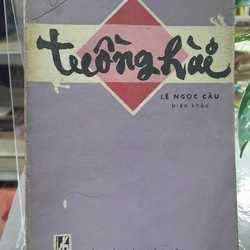 tuồng hài
LÊ NGỌC CẦU
biên khảo